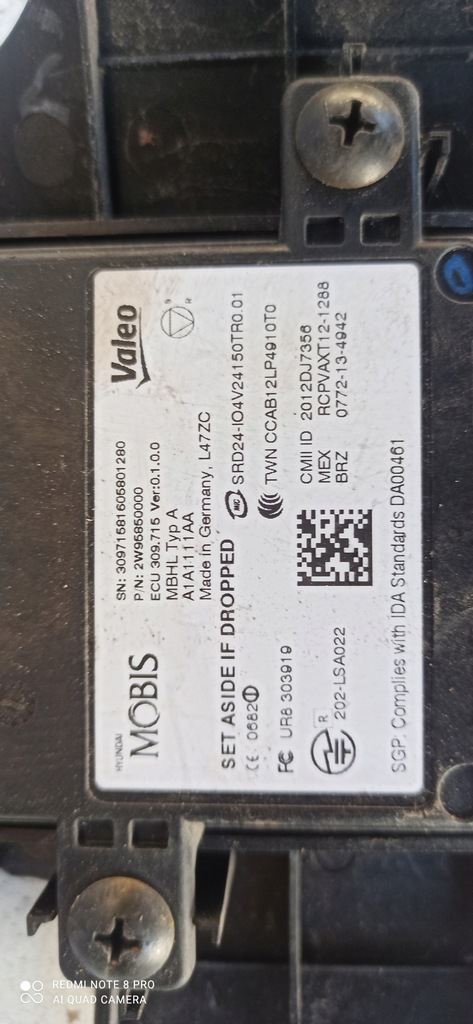 HYUNDAI
MOBIS
SN: 30971581605801280
P/N: 2W95850000
ECU 309.715 Ver:0.1.0.0
MBHL Typ A
A1A1111AA
Made in Germany, L47ZC
Valeo
R
SET ASIDE IF DROPPED
CE 0682
FC UR6 303919
R 202-LSA022
SRD24-IO4V24150TR0.01
TWN CCAB12LP4910T0
CMII ID 2012DJ7356
MEX RCPVAXT12-1288
BRZ 0772-13-4942
SGP: Complies with IDA Standards DA00461
REDMI NOTE 8 PRO
AI QUAD CAMERA